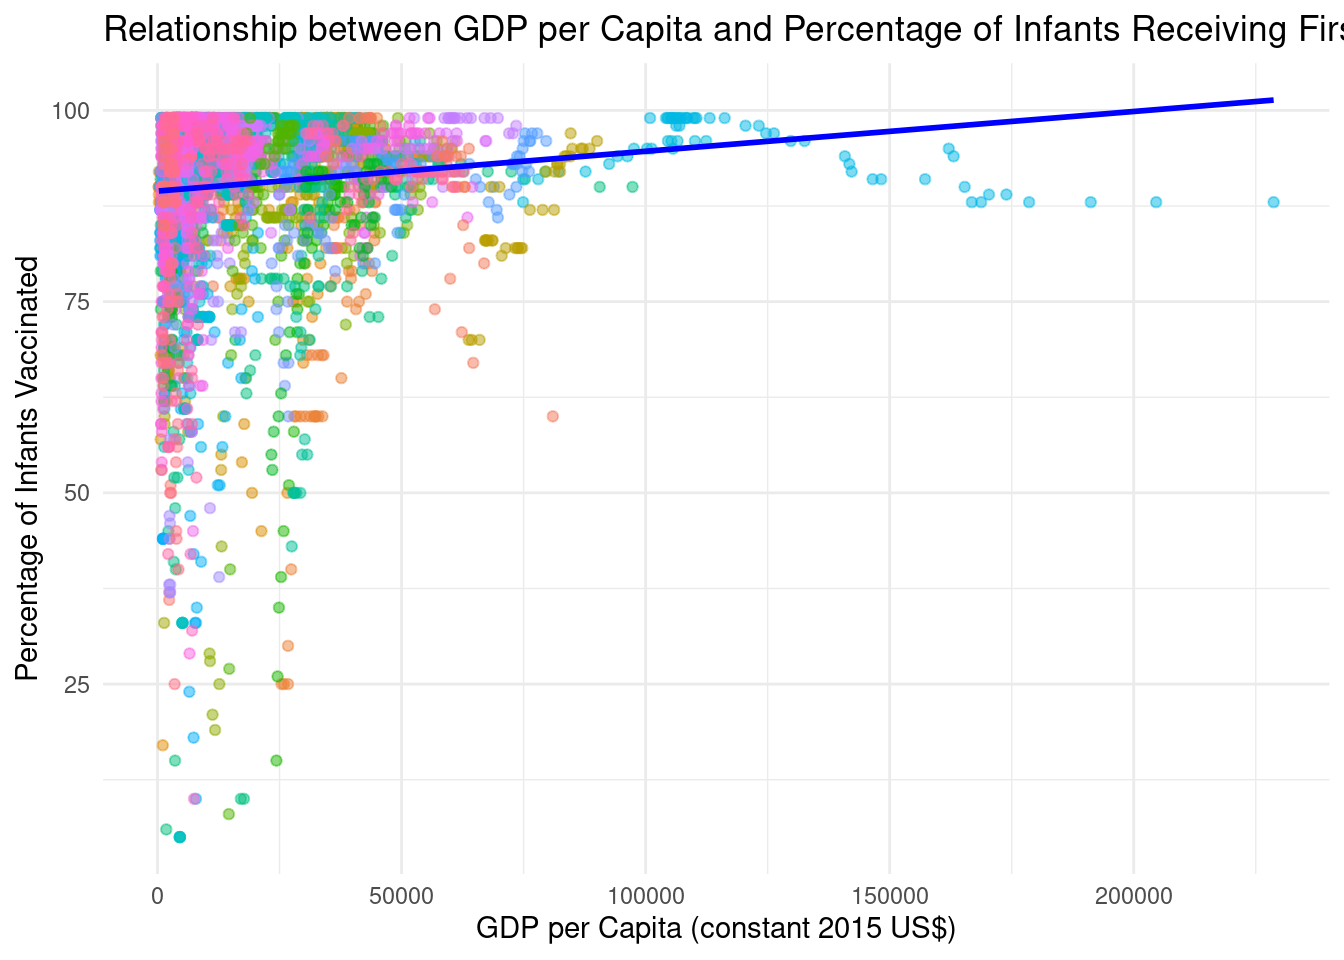 Relationship between GDP per Capita and Percentage of Infants Receiving Firs
100
75
50
25
Percentage of Infants Vaccinated
0 50000 100000 150000 200000
GDP per Capita (constant 2015 US$)